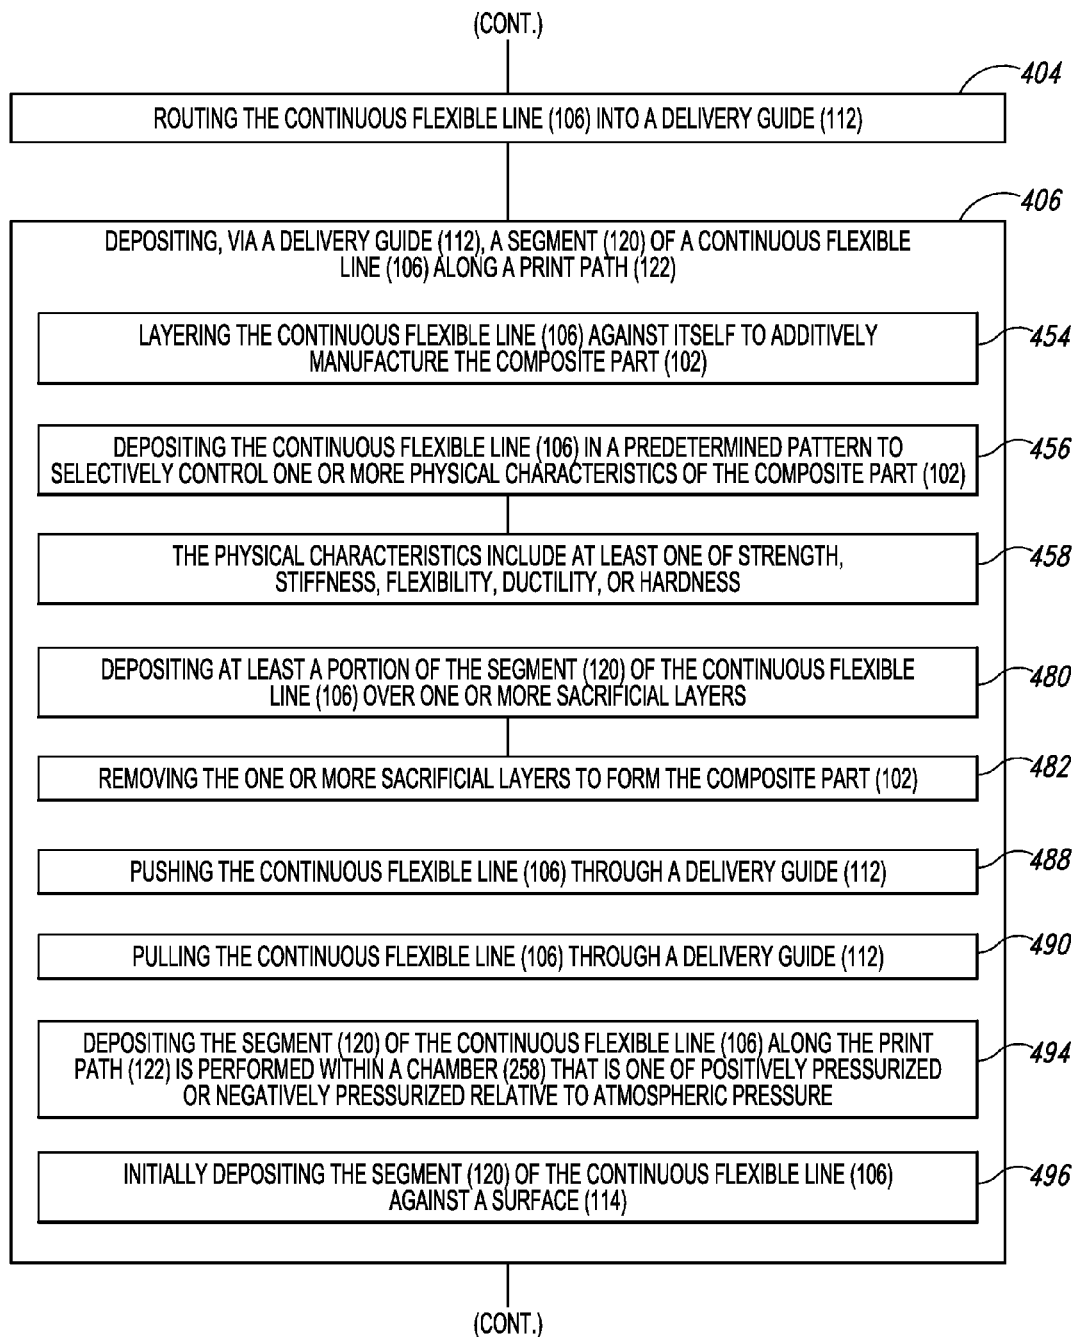 (CONT.)
404
ROUTING THE CONTINUOUS FLEXIBLE LINE (106) INTO A DELIVERY GUIDE (112)
406
DEPOSITING, VIA A DELIVERY GUIDE (112), A SEGMENT (120) OF A CONTINUOUS FLEXIBLE
LINE (106) ALONG A PRINT PATH (122)
LAYERING THE CONTINUOUS FLEXIBLE LINE (106) AGAINST ITSELF TO ADDITIVELY
MANUFACTURE THE COMPOSITE PART (102)
454
DEPOSITING THE CONTINUOUS FLEXIBLE LINE (106) IN A PREDETERMINED PATTERN TO
SELECTIVELY CONTROL ONE OR MORE PHYSICAL CHARACTERISTICS OF THE COMPOSITE PART (102)
456
THE PHYSICAL CHARACTERISTICS INCLUDE AT LEAST ONE OF STRENGTH,
STIFFNESS, FLEXIBILITY, DUCTILITY, OR HARDNESS
458
DEPOSITING AT LEAST A PORTION OF THE SEGMENT (120) OF THE CONTINUOUS FLEXIBLE
LINE (106) OVER ONE OR MORE SACRIFICIAL LAYERS
480
REMOVING THE ONE OR MORE SACRIFICIAL LAYERS TO FORM THE COMPOSITE PART (102)
482
PUSHING THE CONTINUOUS FLEXIBLE LINE (106) THROUGH A DELIVERY GUIDE (112)
488
PULLING THE CONTINUOUS FLEXIBLE LINE (106) THROUGH A DELIVERY GUIDE (112)
490
DEPOSITING THE SEGMENT (120) OF THE CONTINUOUS FLEXIBLE LINE (106) ALONG THE PRINT
PATH (122) IS PERFORMED WITHIN A CHAMBER (258) THAT IS ONE OF POSITIVELY PRESSURIZED
OR NEGATIVELY PRESSURIZED RELATIVE TO ATMOSPHERIC PRESSURE
494
INITIALLY DEPOSITING THE SEGMENT (120) OF THE CONTINUOUS FLEXIBLE LINE (106)
AGAINST A SURFACE (114)
496
(CONT.)